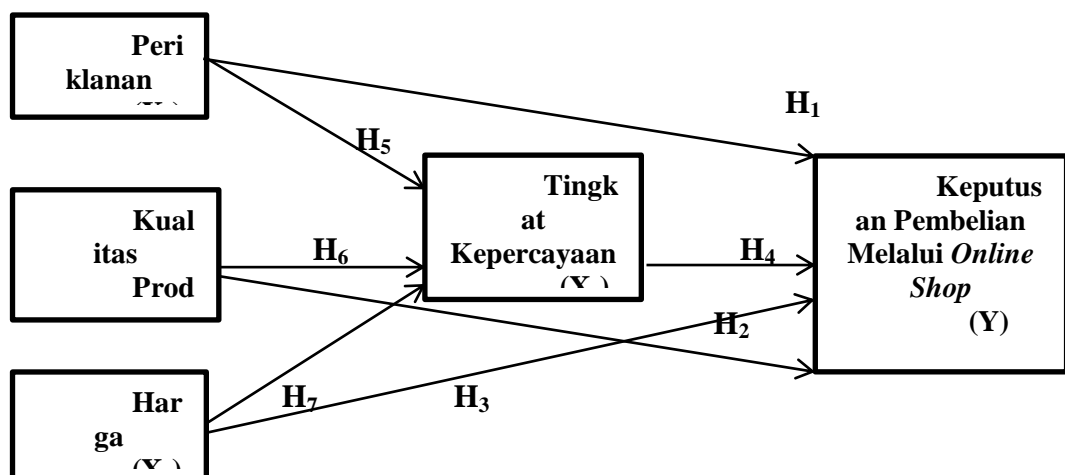 Peri
klanan
H₁
H₅
Tingk
at
Kepercayaan
Keputus
an Pembelian
Melalui Online
Shop
(Y)
Kual
itas
Prod
H₆
H₄
H₂
Har
ga
H₇
H₃